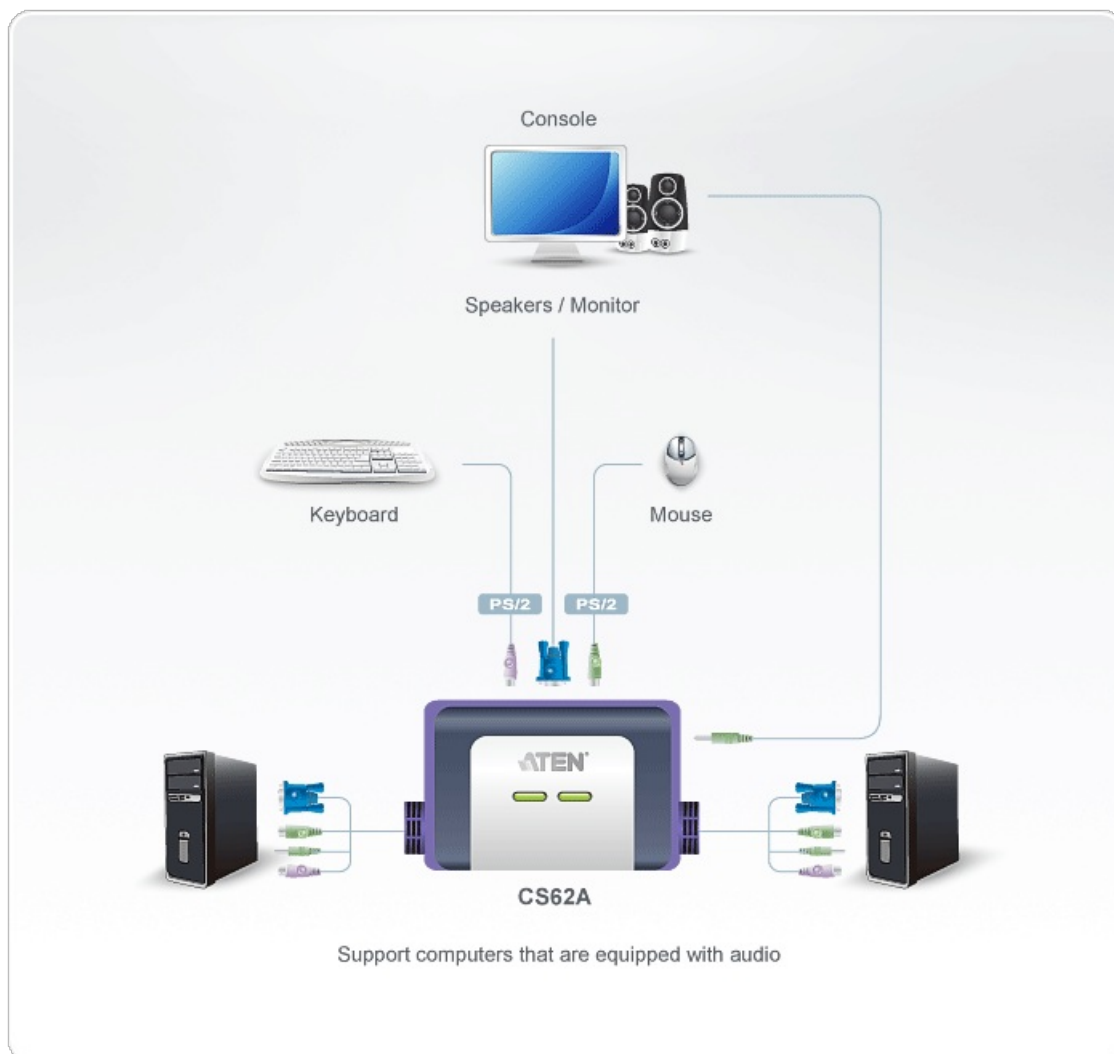 Console
Speakers / Monitor
Keyboard
Mouse
PS/2 PS/2
ATEN
CS62A
Support computers that are equipped with audio